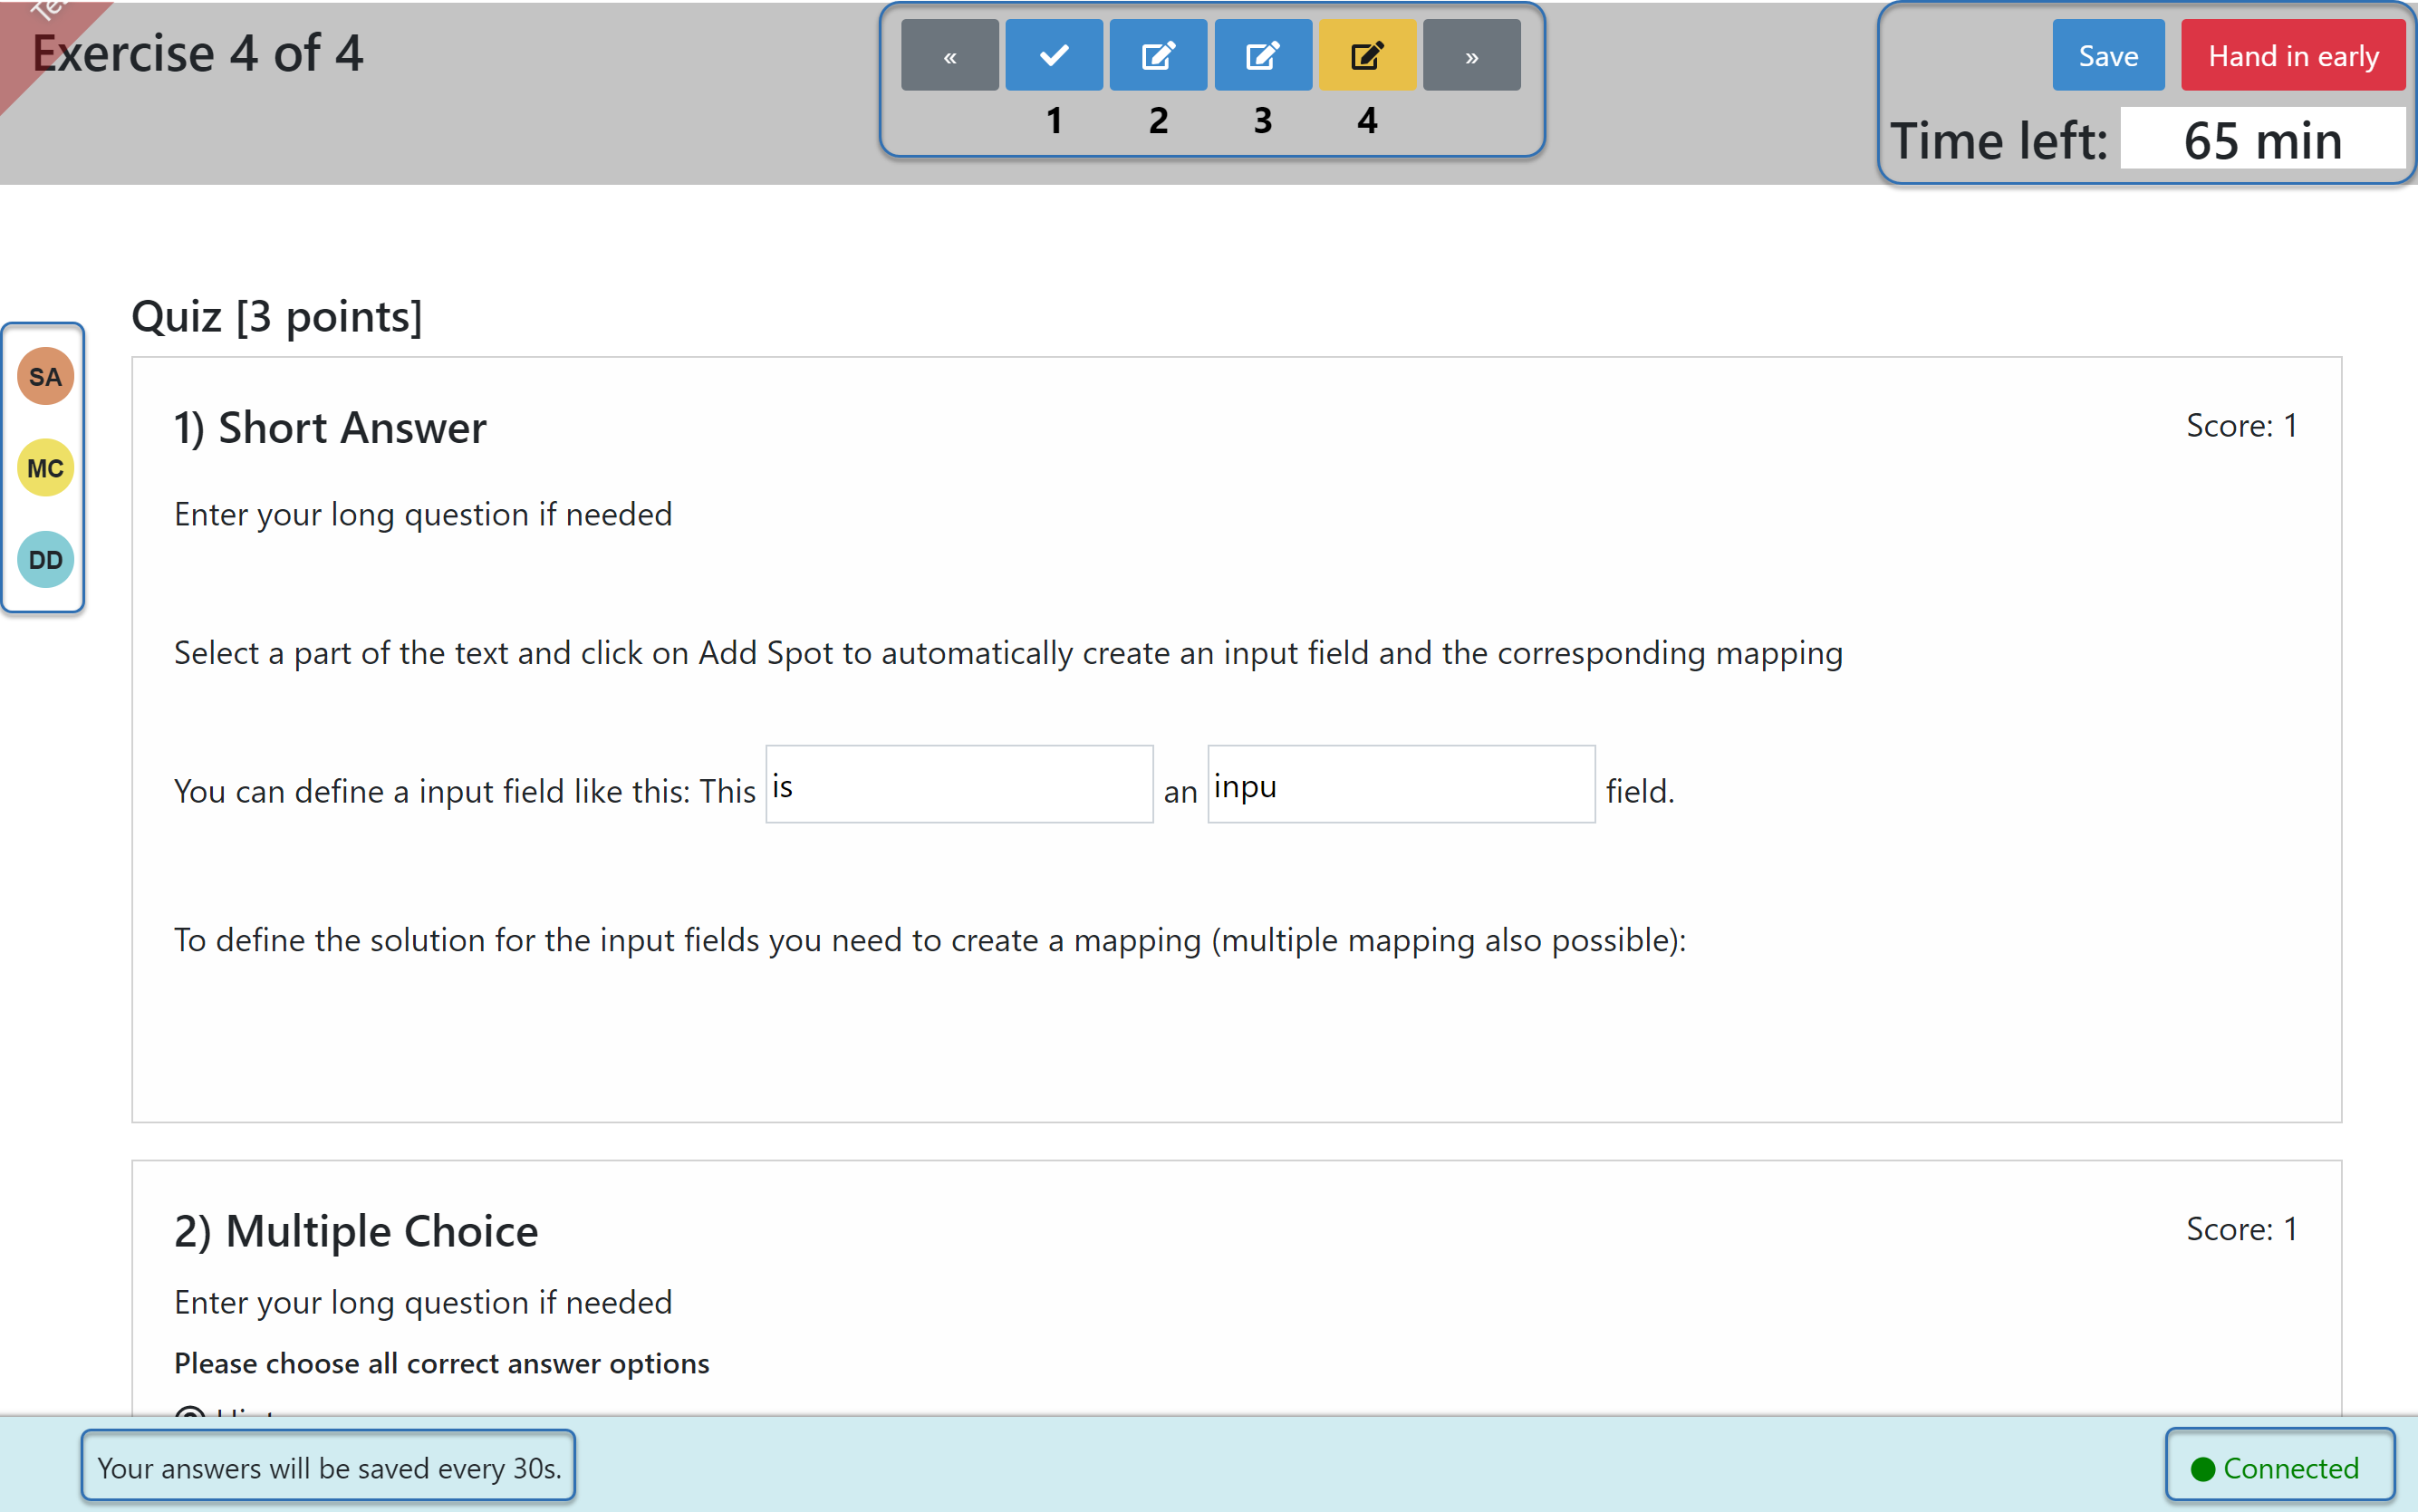 Exercise 4 of 4
« »
1 2 3 4
Save Hand in early
Time left: 65 min
Quiz [3 points]
SA
MC
DD
1) Short Answer Score: 1
Enter your long question if needed
Select a part of the text and click on Add Spot to automatically create an input field and the corresponding mapping
You can define a input field like this: This is an inpu field.
To define the solution for the input fields you need to create a mapping (multiple mapping also possible):
2) Multiple Choice Score: 1
Enter your long question if needed
Please choose all correct answer options
Your answers will be saved every 30s. Connected